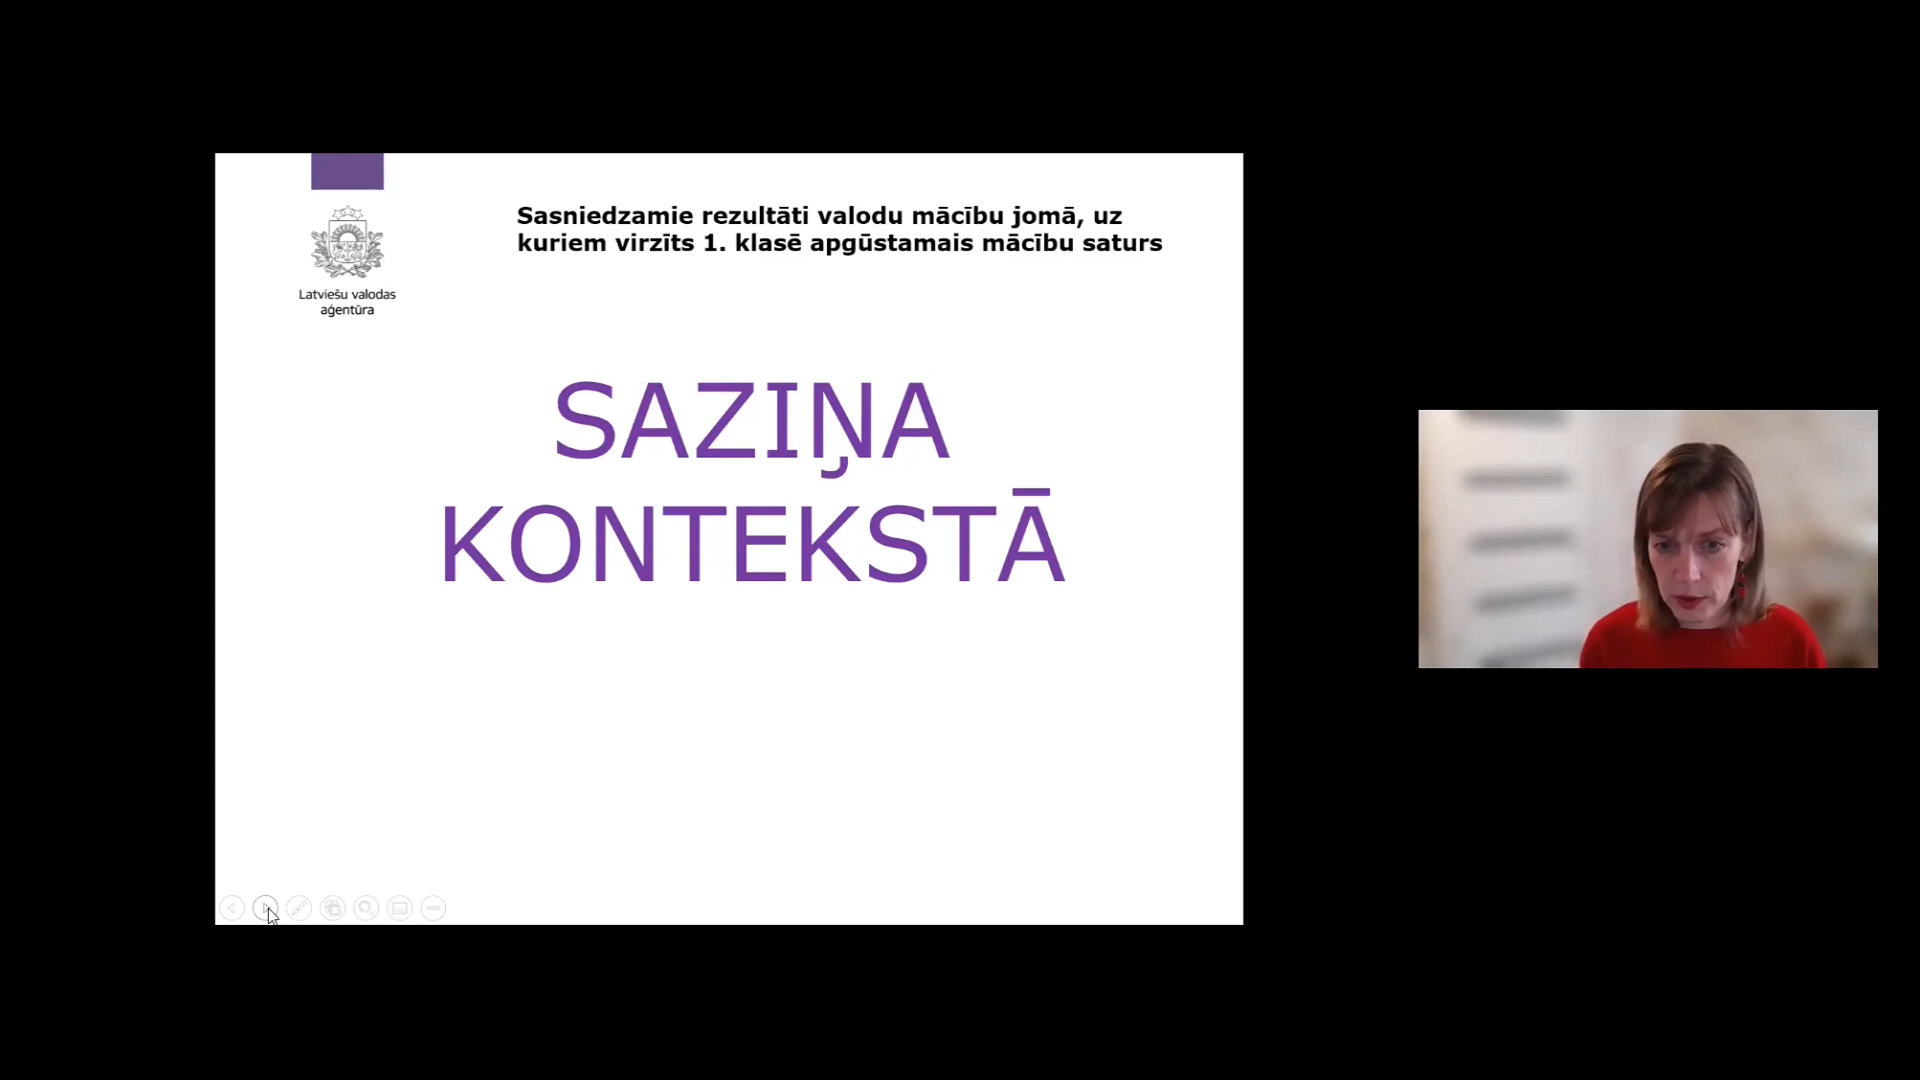 Sasniedzamie rezultāti valodu mācību jomā, uz
kuriem virzīts 1. klasē apgūstamais mācību saturs
Latviešu valodas
aģentūra
SAZIŅA
KONTEKSTĀ